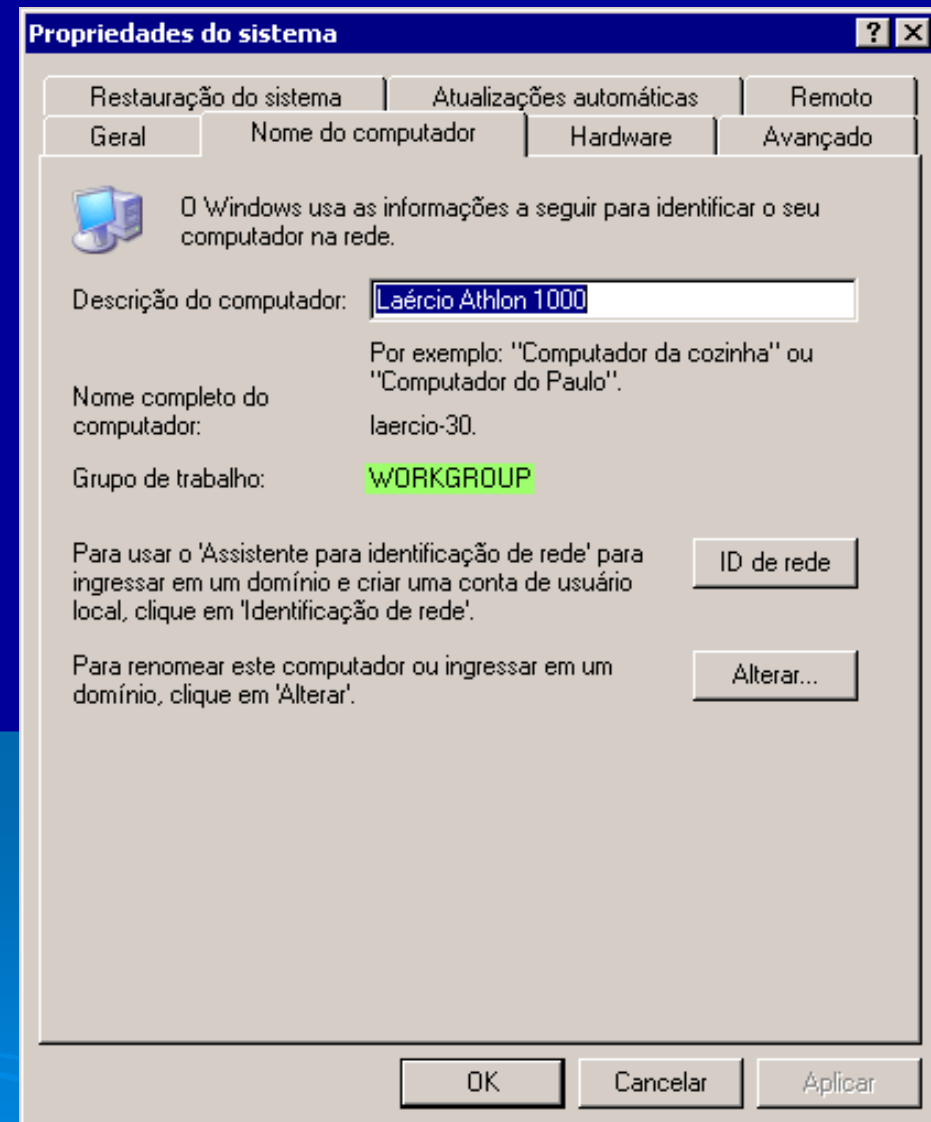 Propriedades do sistema
Restauração do sistema Atualizações automáticas Remoto
Geral Nome do computador Hardware Avançado
O Windows usa as informações a seguir para identificar o seu
computador na rede.
Descrição do computador: Laércio Athlon 1000
Por exemplo: "Computador da cozinha" ou
"Computador do Paulo".
Nome completo do
computador: laercio-30.
Grupo de trabalho: WORKGROUP
Para usar o 'Assistente para identificação de rede' para
ingressar em um domínio e criar uma conta de usuário
local, clique em 'Identificação de rede'.
ID de rede
Para renomear este computador ou ingressar em um
domínio, clique em 'Alterar'.
Alterar...
OK Cancelar Aplicar